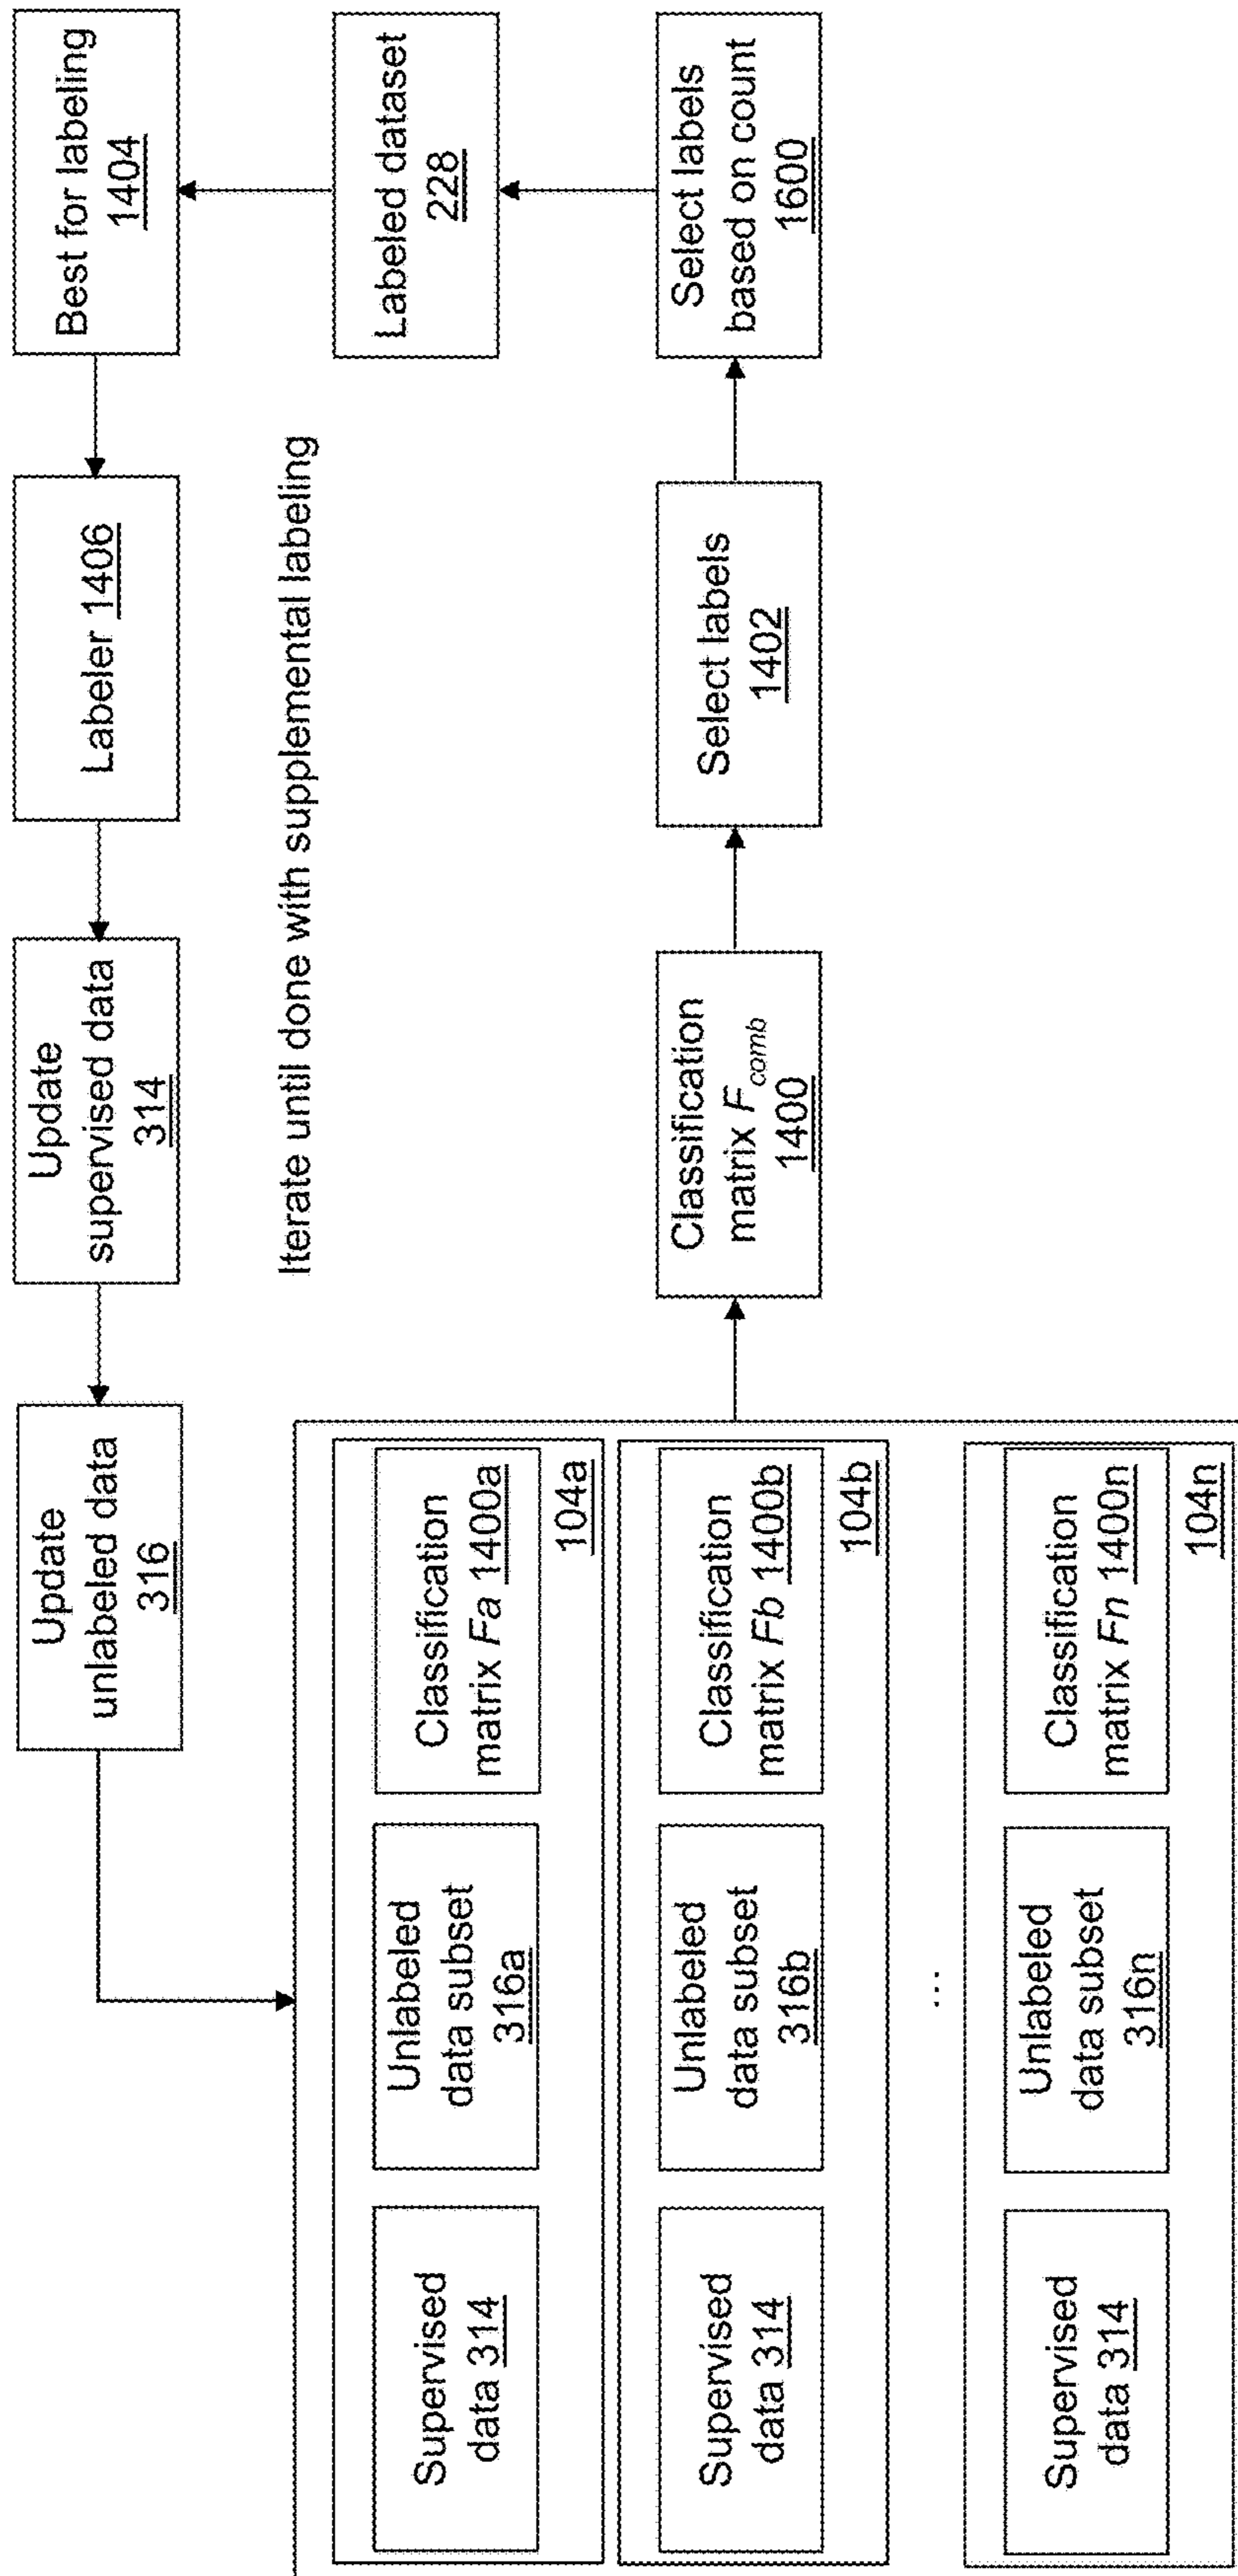 Update
unlabeled data
316
Update
supervised data
314
Labeler 1406
Best for labeling
1404
Iterate until done with supplemental labeling
Labeled dataset
228
Supervised
data 314
Unlabeled
data subset
316a
Classification
matrix Fa 1400a
104a
Supervised
data 314
Unlabeled
data subset
316b
Classification
matrix Fb 1400b
104b
...
Supervised
data 314
Unlabeled
data subset
316n
Classification
matrix Fn 1400n
104n
Classification
matrix Fcomb
1400
Select labels
1402
Select labels
based on count
1600